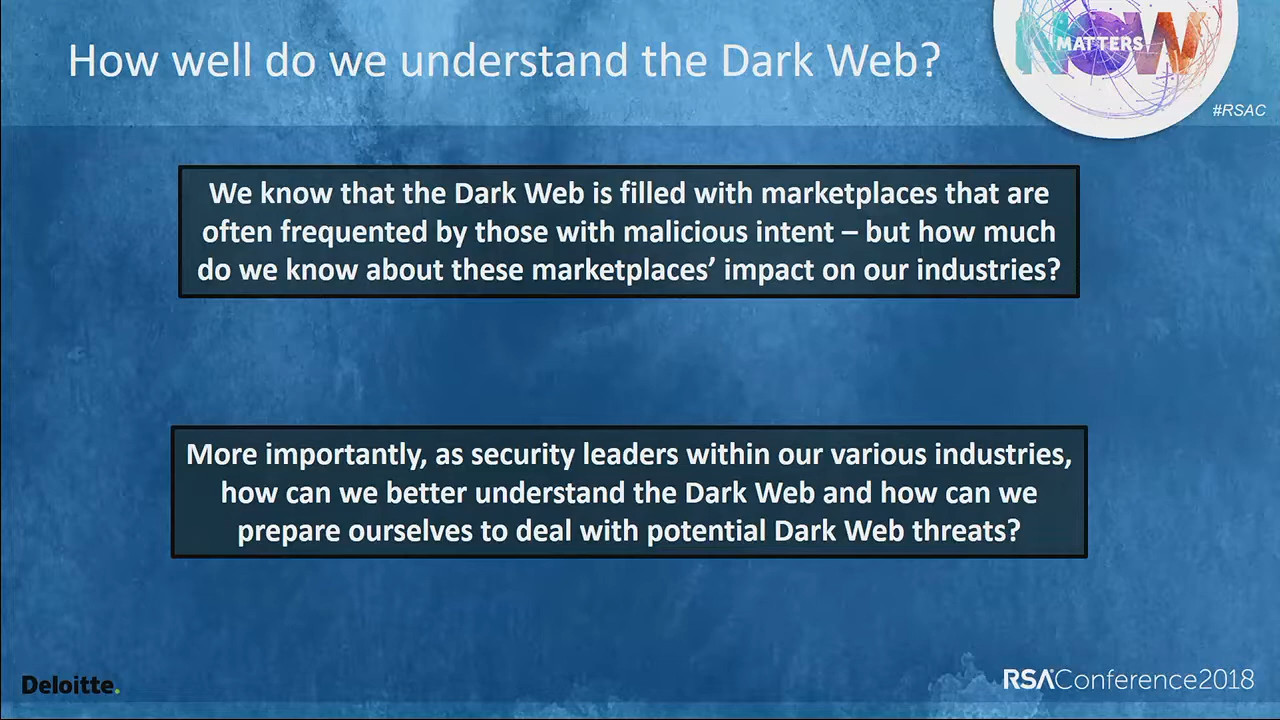 How well do we understand the Dark Web?
NOW
MATTERS
#RSAC
We know that the Dark Web is filled with marketplaces that are
often frequented by those with malicious intent – but how much
do we know about these marketplaces’ impact on our industries?
More importantly, as security leaders within our various industries,
how can we better understand the Dark Web and how can we
prepare ourselves to deal with potential Dark Web threats?
Deloitte.
RSAConference2018